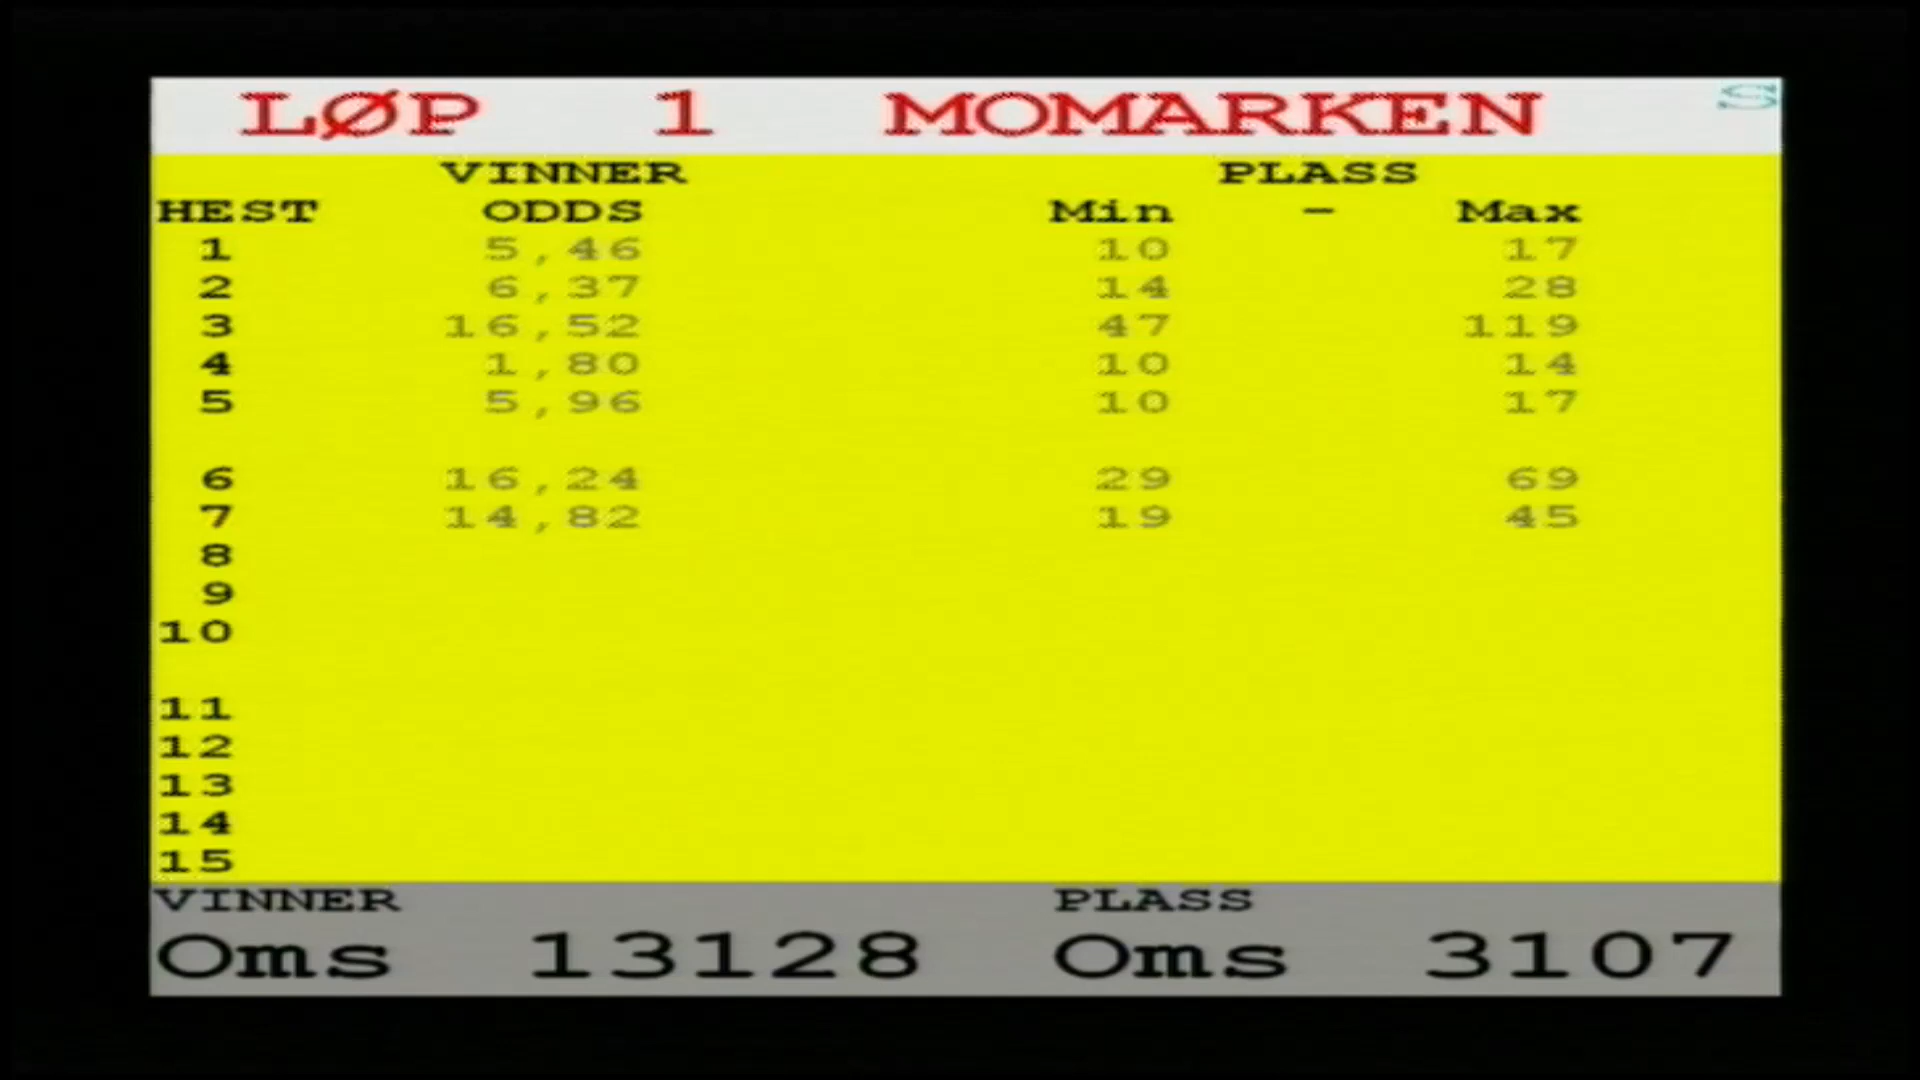 LØP 1 MOMARKEN S
VINNER PLASS
HEST ODDS Min - Max
1 5,46 10 17
2 6,37 14 28
3 16,52 47 119
4 1,80 10 14
5 5,96 10 17
6 16,24 29 69
7 14,82 19 45
8
9
10
11
12
13
14
15
VINNER PLASS
Oms 13128 Oms 3107